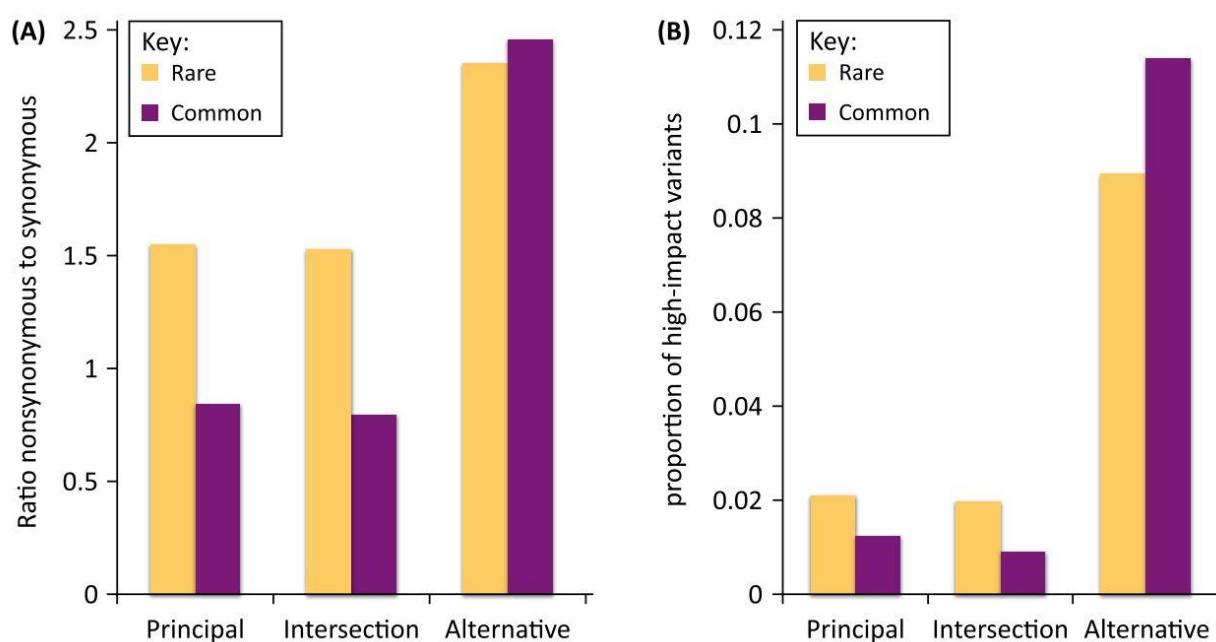 (A)
Ratio nonsynonymous to synonymous
2.5
2
1.5
1
0.5
0
Key:
Rare
Common
Principal
Intersection
Alternative
(B)
proportion of high-impact variants
0.12
0.1
0.08
0.06
0.04
0.02
0
Key:
Rare
Common
Principal
Intersection
Alternative